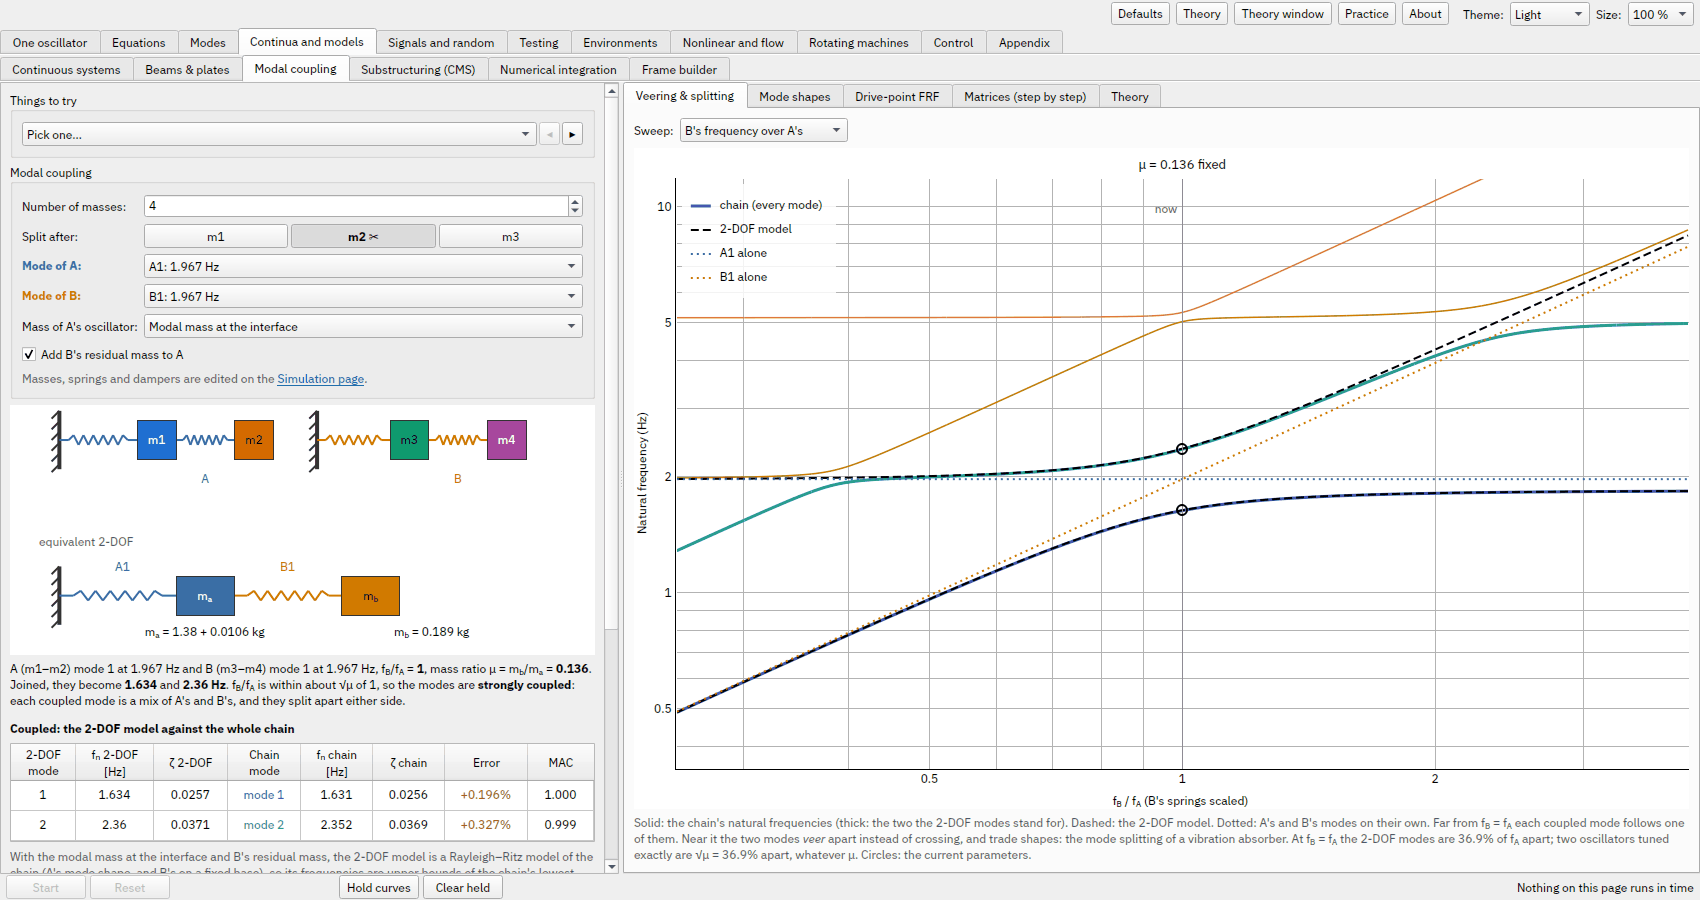 Defaults Theory Theory window Practice About Theme: Light Size: 100 %
One oscillator Equations Modes Continua and models Signals and random Testing Environments Nonlinear and flow Rotating machines Control Appendix
Continuous systems Beams & plates Modal coupling Substructuring (CMS) Numerical integration Frame builder
Things to try
Pick one...
Modal coupling
Number of masses: 4
Split after: m1 m2 ✂ m3
Mode of A: A1: 1.967 Hz
Mode of B: B1: 1.967 Hz
Mass of A's oscillator: Modal mass at the interface
Add B's residual mass to A
Masses, springs and dampers are edited on the Simulation page.
m1 m2 m3 m4
A B
equivalent 2-DOF
A1 B1
mₐ m_b
mₐ = 1.38 + 0.0106 kg m_b = 0.189 kg
A (m1−m2) mode 1 at 1.967 Hz and B (m3−m4) mode 1 at 1.967 Hz, f_B/f_A = 1, mass ratio μ = m_b/mₐ = 0.136.
Joined, they become 1.634 and 2.36 Hz. f_B/f_A is within about √μ of 1, so the modes are strongly coupled:
each coupled mode is a mix of A's and B's, and they split apart either side.
Coupled: the 2-DOF model against the whole chain
2-DOF mode fₙ 2-DOF [Hz] ζ 2-DOF Chain mode fₙ chain [Hz] ζ chain Error MAC
1 1.634 0.0257 mode 1 1.631 0.0256 +0.196% 1.000
2 2.36 0.0371 mode 2 2.352 0.0369 +0.327% 0.999
With the modal mass at the interface and B's residual mass, the 2-DOF model is a Rayleigh−Ritz model of the
chain (A's mode shape, and B's on a fixed base), so its frequencies are upper bounds of the chain's lowest
Start Reset Hold curves Clear held
Veering & splitting Mode shapes Drive-point FRF Matrices (step by step) Theory
Sweep: B's frequency over A's
μ = 0.136 fixed
now
chain (every mode)
2-DOF model
A1 alone
B1 alone
10
5
2
1
0.5
Natural frequency (Hz)
0.5 1 2
f_B / f_A (B's springs scaled)
Solid: the chain's natural frequencies (thick: the two the 2-DOF modes stand for). Dashed: the 2-DOF model. Dotted: A's and B's modes on their own. Far from f_B = f_A each coupled mode follows one
of them. Near it the two modes veer apart instead of crossing, and trade shapes: the mode splitting of a vibration absorber. At f_B = f_A the 2-DOF modes are 36.9% of f_A apart; two oscillators tuned
exactly are √μ = 36.9% apart, whatever μ. Circles: the current parameters.
Nothing on this page runs in time